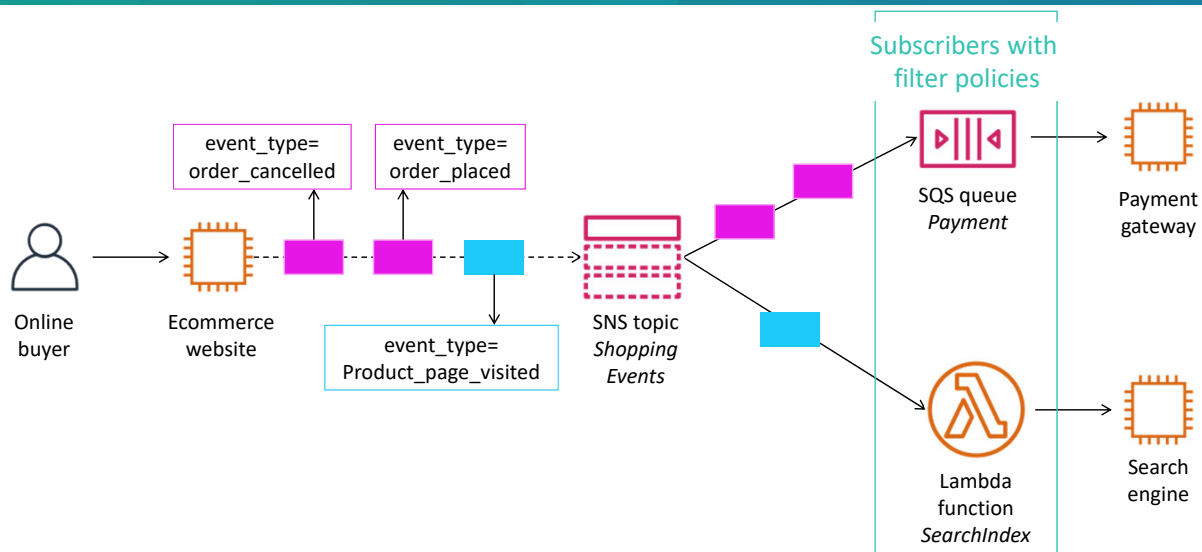 Subscribers with
filter policies
event_type=
order_cancelled
event_type=
order_placed
SQS queue
Payment
Payment
gateway
Online
buyer
Ecommerce
website
event_type=
Product_page_visited
SNS topic
Shopping
Events
Lambda
function
SearchIndex
Search
engine